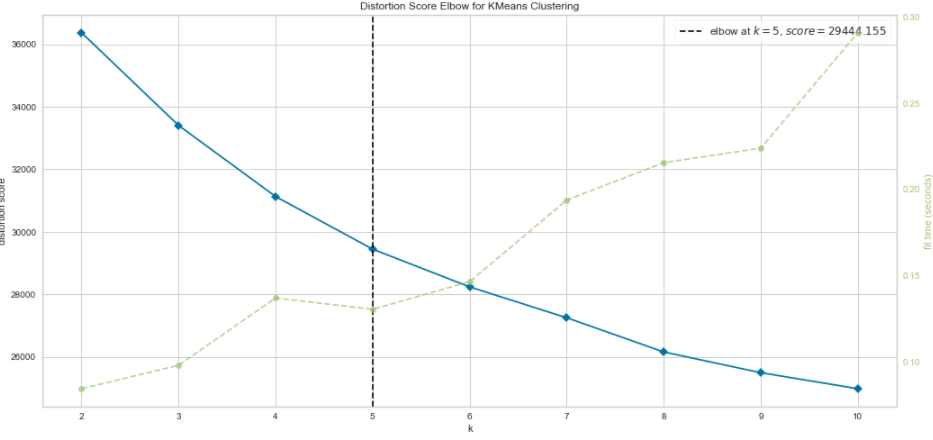 Distortion Score Elbow for KMeans Clustering
elbow at k = 5, score = 29444.155
36000
34000
32000
30000
28000
26000
distortion score
0.30
0.25
0.20
0.15
0.10
fit time (seconds)
2 3 4 5 6 7 8 9 10
k